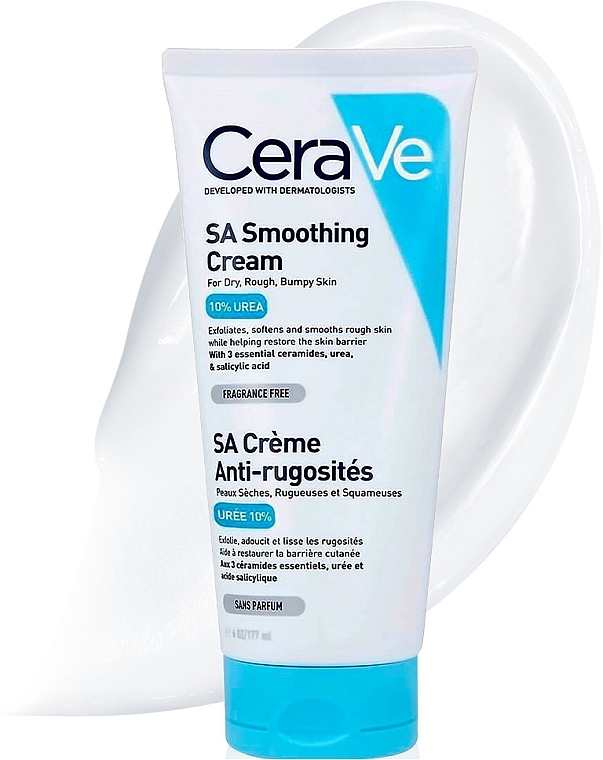 CeraVe
DEVELOPED WITH DERMATOLOGISTS
SA Smoothing
Cream
For Dry, Rough, Bumpy Skin
10% UREA
Exfoliates, softens and smooths rough skin
while helping restore the skin barrier
With 3 essential ceramides, urea,
& salicylic acid
FRAGRANCE FREE
SA Crème
Anti-rugosités
Peaux Sèches, Rugueuses et Squameuses
URÉE 10%
Exfolie, adoucit et lisse les rugosités
Aide à restaurer la barrière cutanée
Aux 3 céramides essentiels, urée et
acide salicylique
SANS PARFUM
6 OZ/177 ml